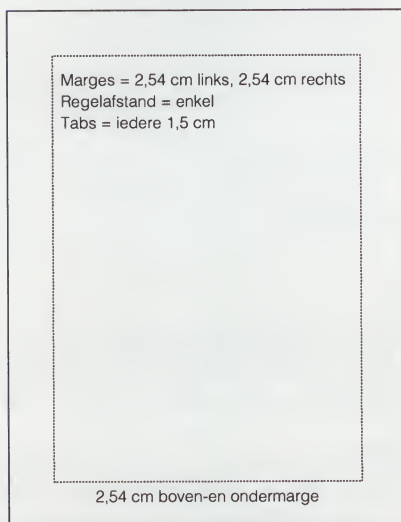 Marges = 2,54 cm links, 2,54 cm rechts
Regelafstand = enkel
Tabs = iedere 1,5 cm
2,54 cm boven-en ondermarge